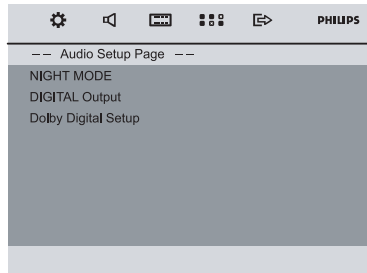 PHILIPS
-- Audio Setup Page --
NIGHT MODE
DIGITAL Output
Dolby Digital Setup